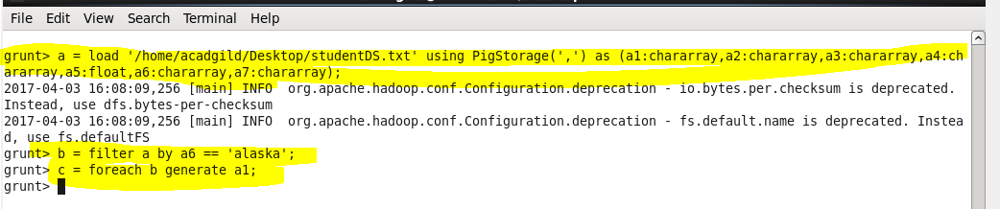 File Edit View Search Terminal Help
grunt> a = load '/home/acadgild/Desktop/studentDS.txt' using PigStorage(',') as (a1:chararray,a2:chararray,a3:chararray,a4:ch
ararray,a5:float,a6:chararray,a7:chararray);
2017-04-03 16:08:09,256 [main] INFO  org.apache.hadoop.conf.Configuration.deprecation - io.bytes.per.checksum is deprecated.
Instead, use dfs.bytes-per-checksum
2017-04-03 16:08:09,256 [main] INFO  org.apache.hadoop.conf.Configuration.deprecation - fs.default.name is deprecated. Instea
d, use fs.defaultFS
grunt> b = filter a by a6 == 'alaska';
grunt> c = foreach b generate a1;
grunt>